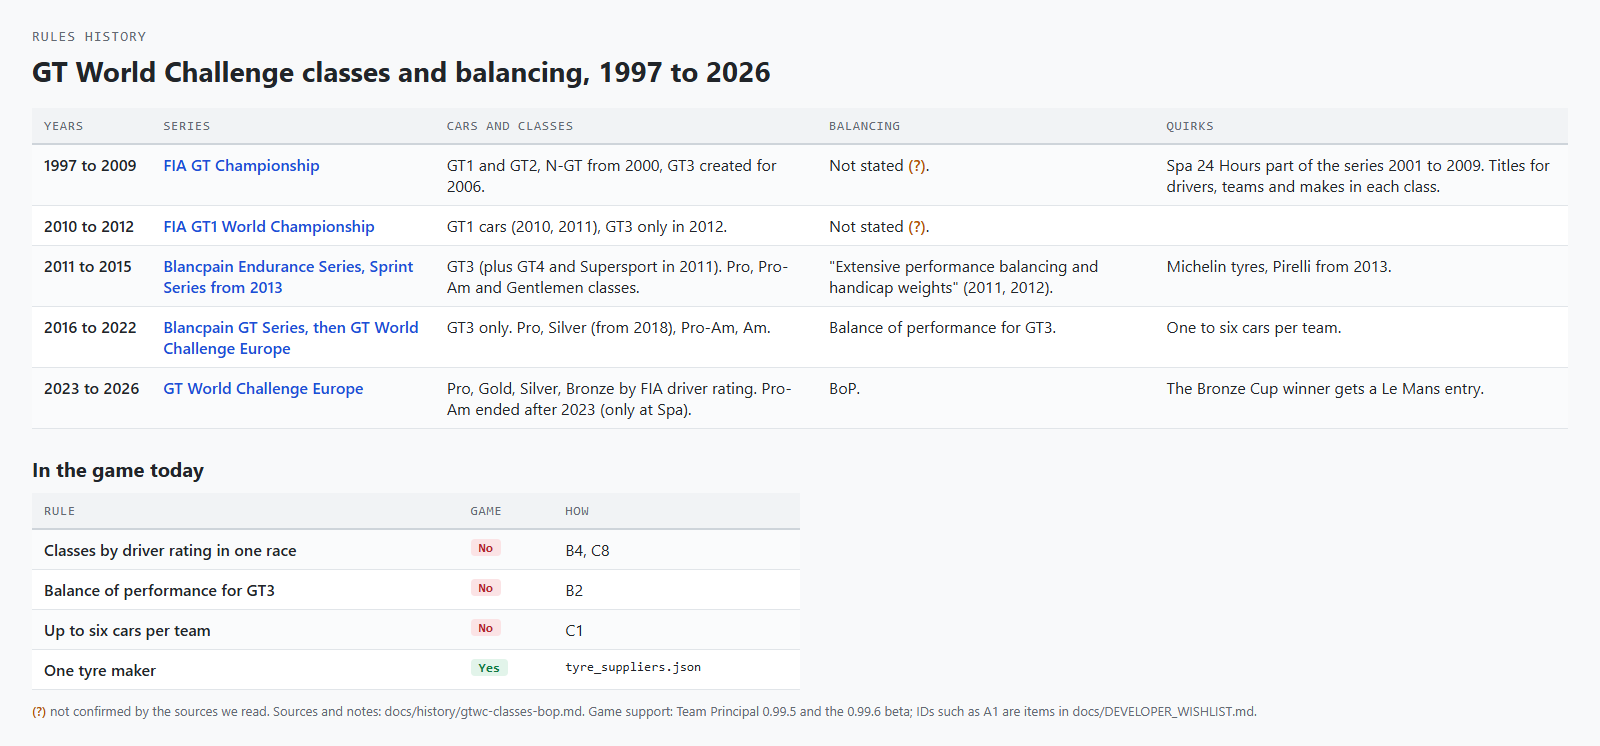 RULES HISTORY
GT World Challenge classes and balancing, 1997 to 2026
YEARS SERIES CARS AND CLASSES BALANCING QUIRKS
1997 to 2009 FIA GT Championship GT1 and GT2, N-GT from 2000, GT3 created for Not stated (?). Spa 24 Hours part of the series 2001 to 2009. Titles for
2006. drivers, teams and makes in each class.
2010 to 2012 FIA GT1 World Championship GT1 cars (2010, 2011), GT3 only in 2012. Not stated (?).
2011 to 2015 Blancpain Endurance Series, Sprint GT3 (plus GT4 and Supersport in 2011). Pro, Pro- "Extensive performance balancing and Michelin tyres, Pirelli from 2013.
Series from 2013 Am and Gentlemen classes. handicap weights" (2011, 2012).
2016 to 2022 Blancpain GT Series, then GT World GT3 only. Pro, Silver (from 2018), Pro-Am, Am. Balance of performance for GT3. One to six cars per team.
Challenge Europe
2023 to 2026 GT World Challenge Europe Pro, Gold, Silver, Bronze by FIA driver rating. Pro- BoP. The Bronze Cup winner gets a Le Mans entry.
Am ended after 2023 (only at Spa).
In the game today
RULE GAME HOW
Classes by driver rating in one race No B4, C8
Balance of performance for GT3 No B2
Up to six cars per team No C1
One tyre maker Yes tyre_suppliers.json
(?) not confirmed by the sources we read. Sources and notes: docs/history/gtwc-classes-bop.md. Game support: Team Principal 0.99.5 and the 0.99.6 beta; IDs such as A1 are items in docs/DEVELOPER_WISHLIST.md.